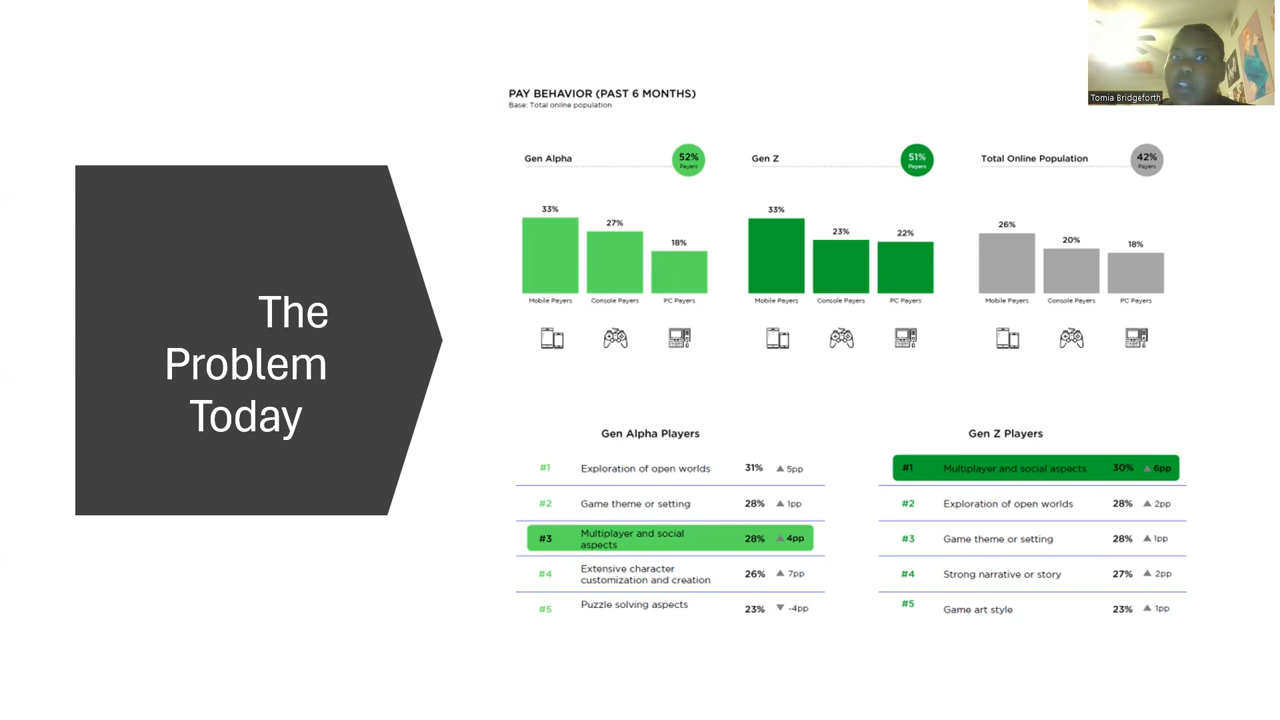 Tomia Bridgeforth
The
Problem
Today
PAY BEHAVIOR (PAST 6 MONTHS)
Base: Total online population
Gen Alpha
52%
Payers
33%
27%
18%
Mobile Payers
Console Payers
PC Payers
Gen Z
51%
Payers
33%
23%
22%
Mobile Payers
Console Payers
PC Payers
Total Online Population
42%
Payers
26%
20%
18%
Mobile Payers
Console Payers
PC Payers
Gen Alpha Players
#1 Exploration of open worlds 31% ▲ 5pp
#2 Game theme or setting 28% ▲ 1pp
#3 Multiplayer and social
aspects 28% ▲ 4pp
#4 Extensive character
customization and creation 26% ▲ 7pp
#5 Puzzle solving aspects 23% ▼ -4pp
Gen Z Players
#1 Multiplayer and social aspects 30% ▲ 6pp
#2 Exploration of open worlds 28% ▲ 2pp
#3 Game theme or setting 28% ▲ 1pp
#4 Strong narrative or story 27% ▲ 2pp
#5 Game art style 23% ▲ 1pp